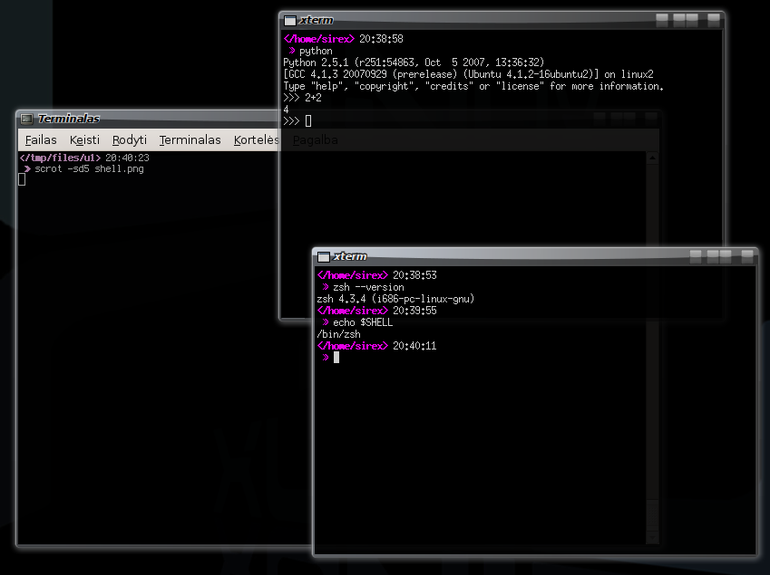 xterm
</home/sirex> 20:38:58
» python
Python 2.5.1 (r251:54863, Oct  5 2007, 13:36:32)
[GCC 4.1.3 20070929 (prerelease) (Ubuntu 4.1.2-16ubuntu2)] on linux2
Type "help", "copyright", "credits" or "license" for more information.
>>> 2+2
4
>>>
Terminalas
Failas Keisti Rodyti Terminalas Kortelės Pagalba
</tmp/files/ul> 20:40:23
» scrot -sd5 shell.png
xterm
</home/sirex> 20:38:53
» zsh --version
zsh 4.3.4 (i686-pc-linux-gnu)
</home/sirex> 20:39:55
» echo $SHELL
/bin/zsh
</home/sirex> 20:40:11
»